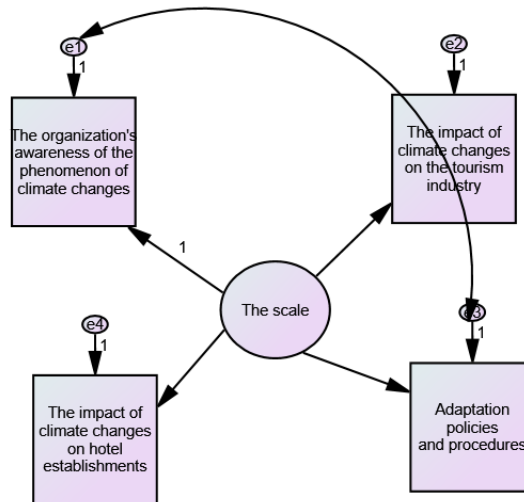 e1
1
The organization's
awareness of the
phenomenon of
climate changes
e2
1
The impact of
climate changes
on the tourism
industry
1
The scale
e4
1
The impact of
climate changes
on hotel
establishments
e3
1
Adaptation
policies
and procedures